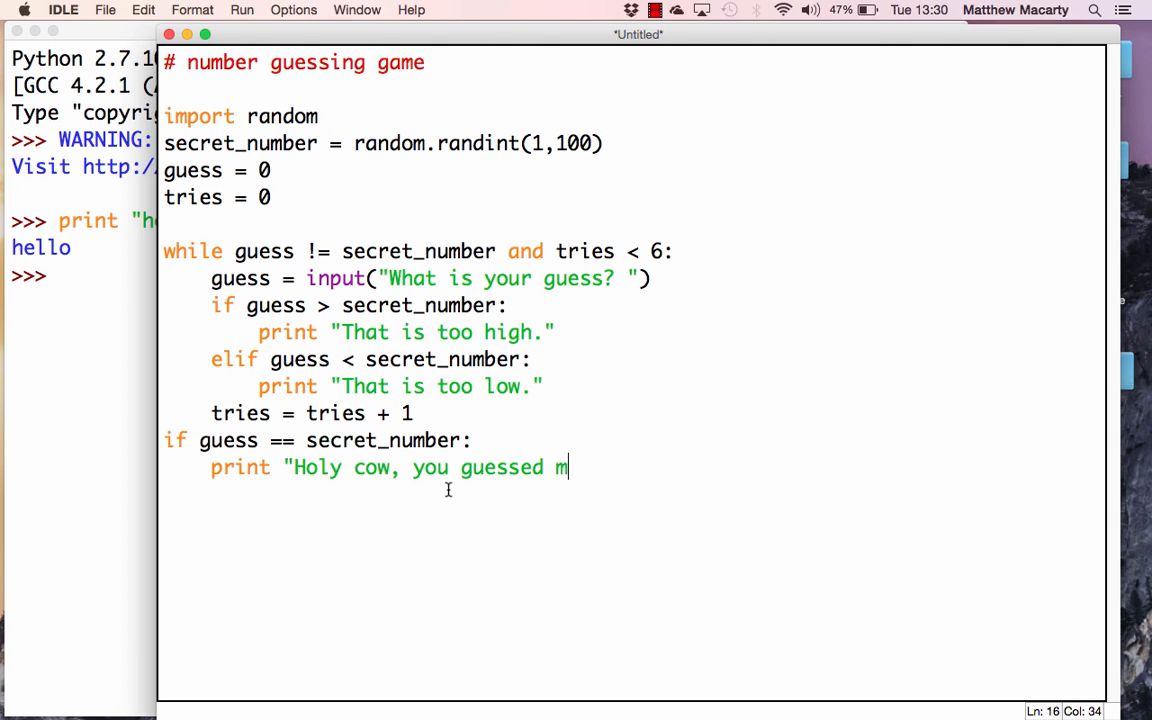 IDLE File Edit Format Run Options Window Help 47% Tue 13:30 Matthew Macarty
*Untitled*
Python 2.7.10
[GCC 4.2.1 (
Type "copyri
>>> WARNING:
Visit http:/
>>> print "h
hello
>>>
# number guessing game
import random
secret_number = random.randint(1,100)
guess = 0
tries = 0
while guess != secret_number and tries < 6:
    guess = input("What is your guess? ")
    if guess > secret_number:
        print "That is too high."
    elif guess < secret_number:
        print "That is too low."
    tries = tries + 1
if guess == secret_number:
    print "Holy cow, you guessed m
Ln: 16 Col: 34